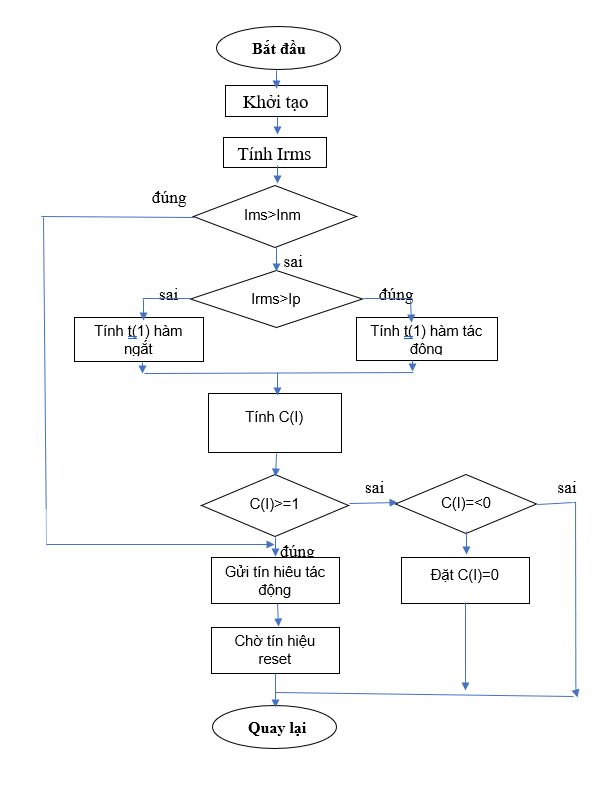 Bắt đầu
Khởi tạo
Tính Irms
đúng
Ims>Inm
sai
sai
Irms>Ip
đúng
Tính t(1) hàm
ngắt
Tính t(1) hàm tác
đông
Tính C(I)
C(I)>=1
sai
C(I)=<0
sai
đúng
Gửi tín hiêu tác
động
Đặt C(I)=0
Chờ tín hiệu
reset
Quay lại